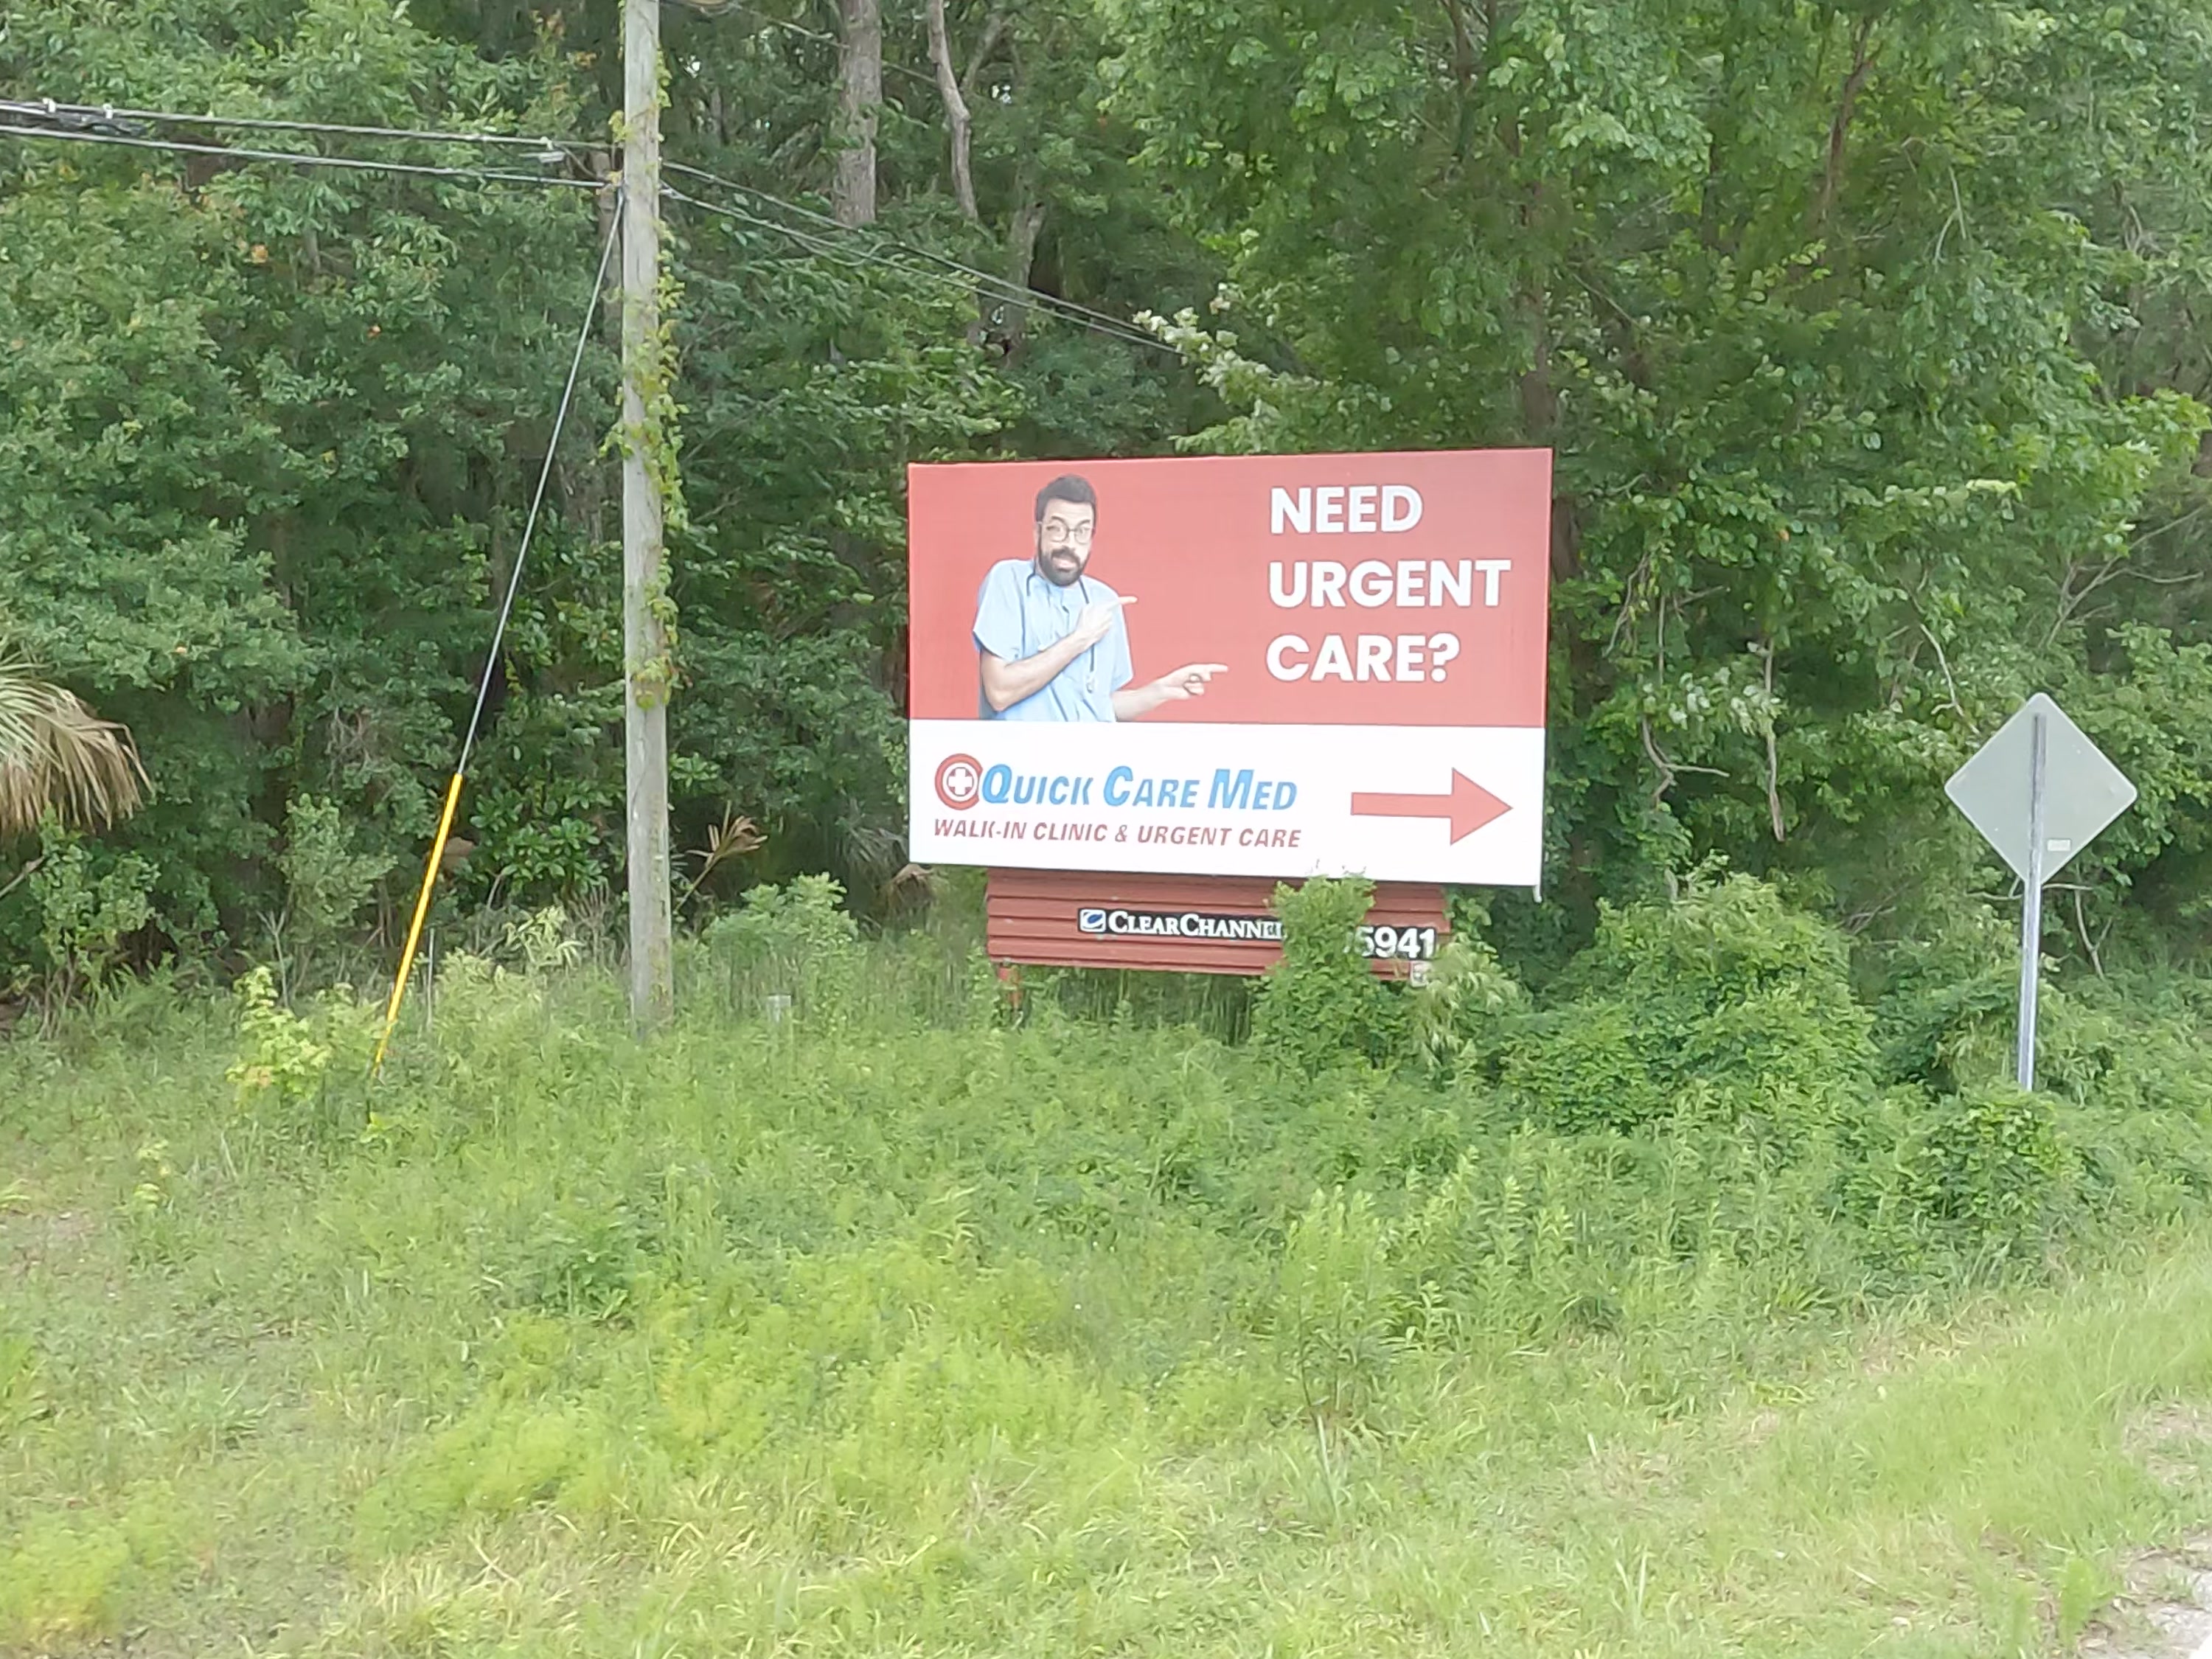 NEED
URGENT
CARE?
QUICK CARE MED
WALK-IN CLINIC & URGENT CARE
CLEARCHANNEL
5941